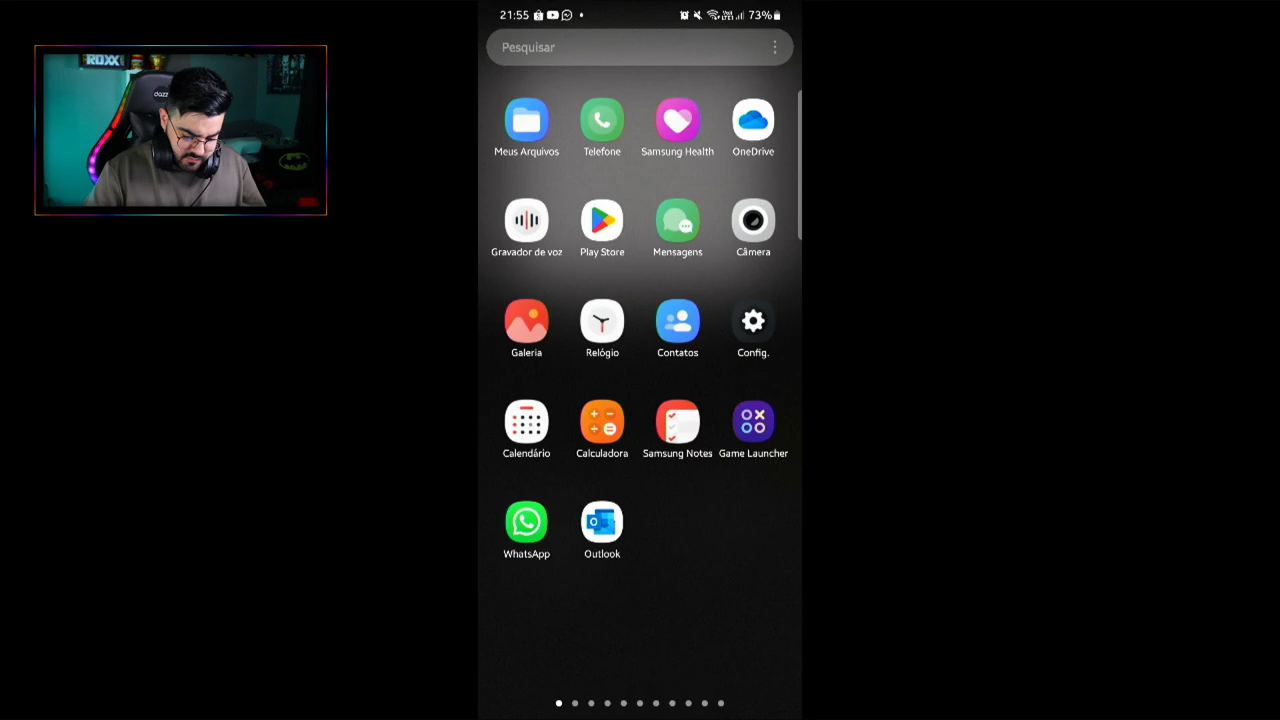 21:55
73%
Pesquisar
ROXX
Meus Arquivos
Telefone
Samsung Health
OneDrive
Gravador de voz
Play Store
Mensagens
Câmera
Galeria
Relógio
Contatos
Config.
Calendário
Calculadora
Samsung Notes
Game Launcher
WhatsApp
Outlook